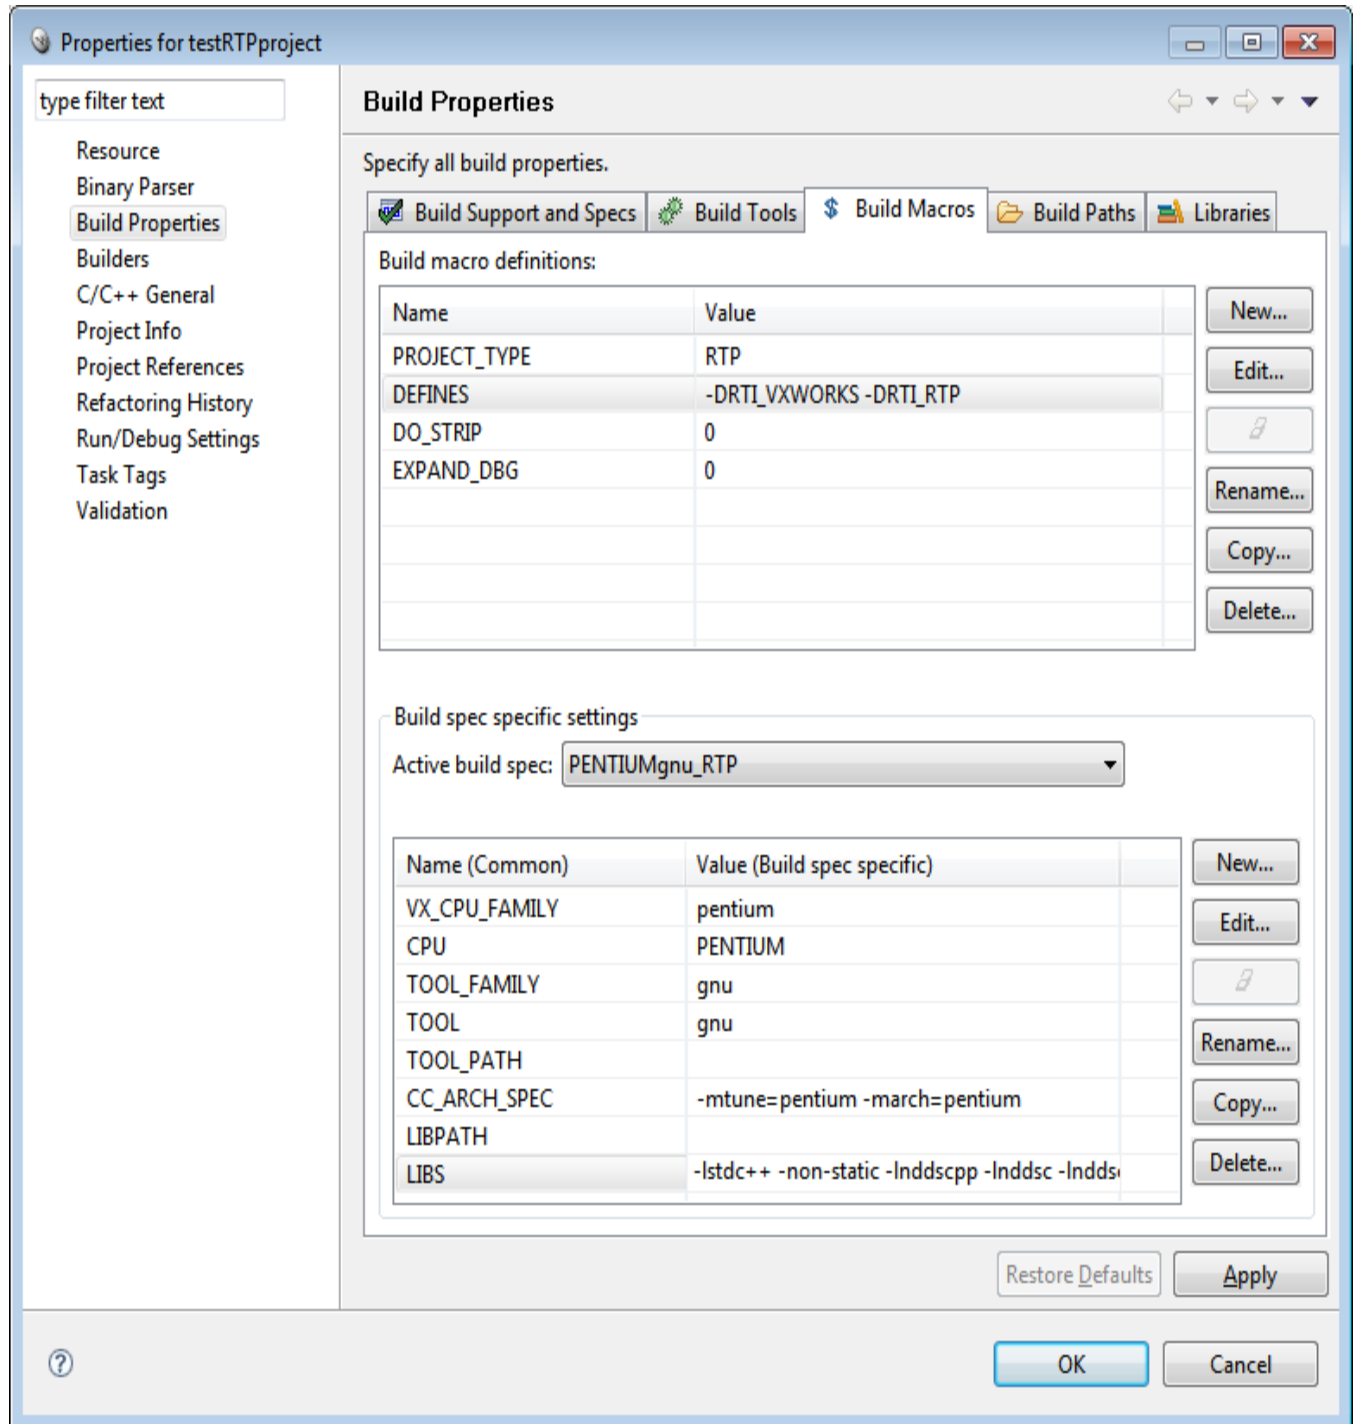 Properties for testRTPproject
type filter text
Resource
Binary Parser
Build Properties
Builders
C/C++ General
Project Info
Project References
Refactoring History
Run/Debug Settings
Task Tags
Validation
Build Properties
Specify all build properties.
Build Support and Specs Build Tools $ Build Macros Build Paths Libraries
Build macro definitions:
Name Value
PROJECT_TYPE RTP
DEFINES -DRTI_VXWORKS -DRTI_RTP
DO_STRIP 0
EXPAND_DBG 0
New...
Edit...
Rename...
Copy...
Delete...
Build spec specific settings
Active build spec: PENTIUMgnu_RTP
Name (Common) Value (Build spec specific)
VX_CPU_FAMILY pentium
CPU PENTIUM
TOOL_FAMILY gnu
TOOL gnu
TOOL_PATH
CC_ARCH_SPEC -mtune=pentium -march=pentium
LIBPATH
LIBS -lstdc++ -non-static -lnddscpp -lnddsc -lndds
New...
Edit...
Rename...
Copy...
Delete...
Restore Defaults Apply
? OK Cancel